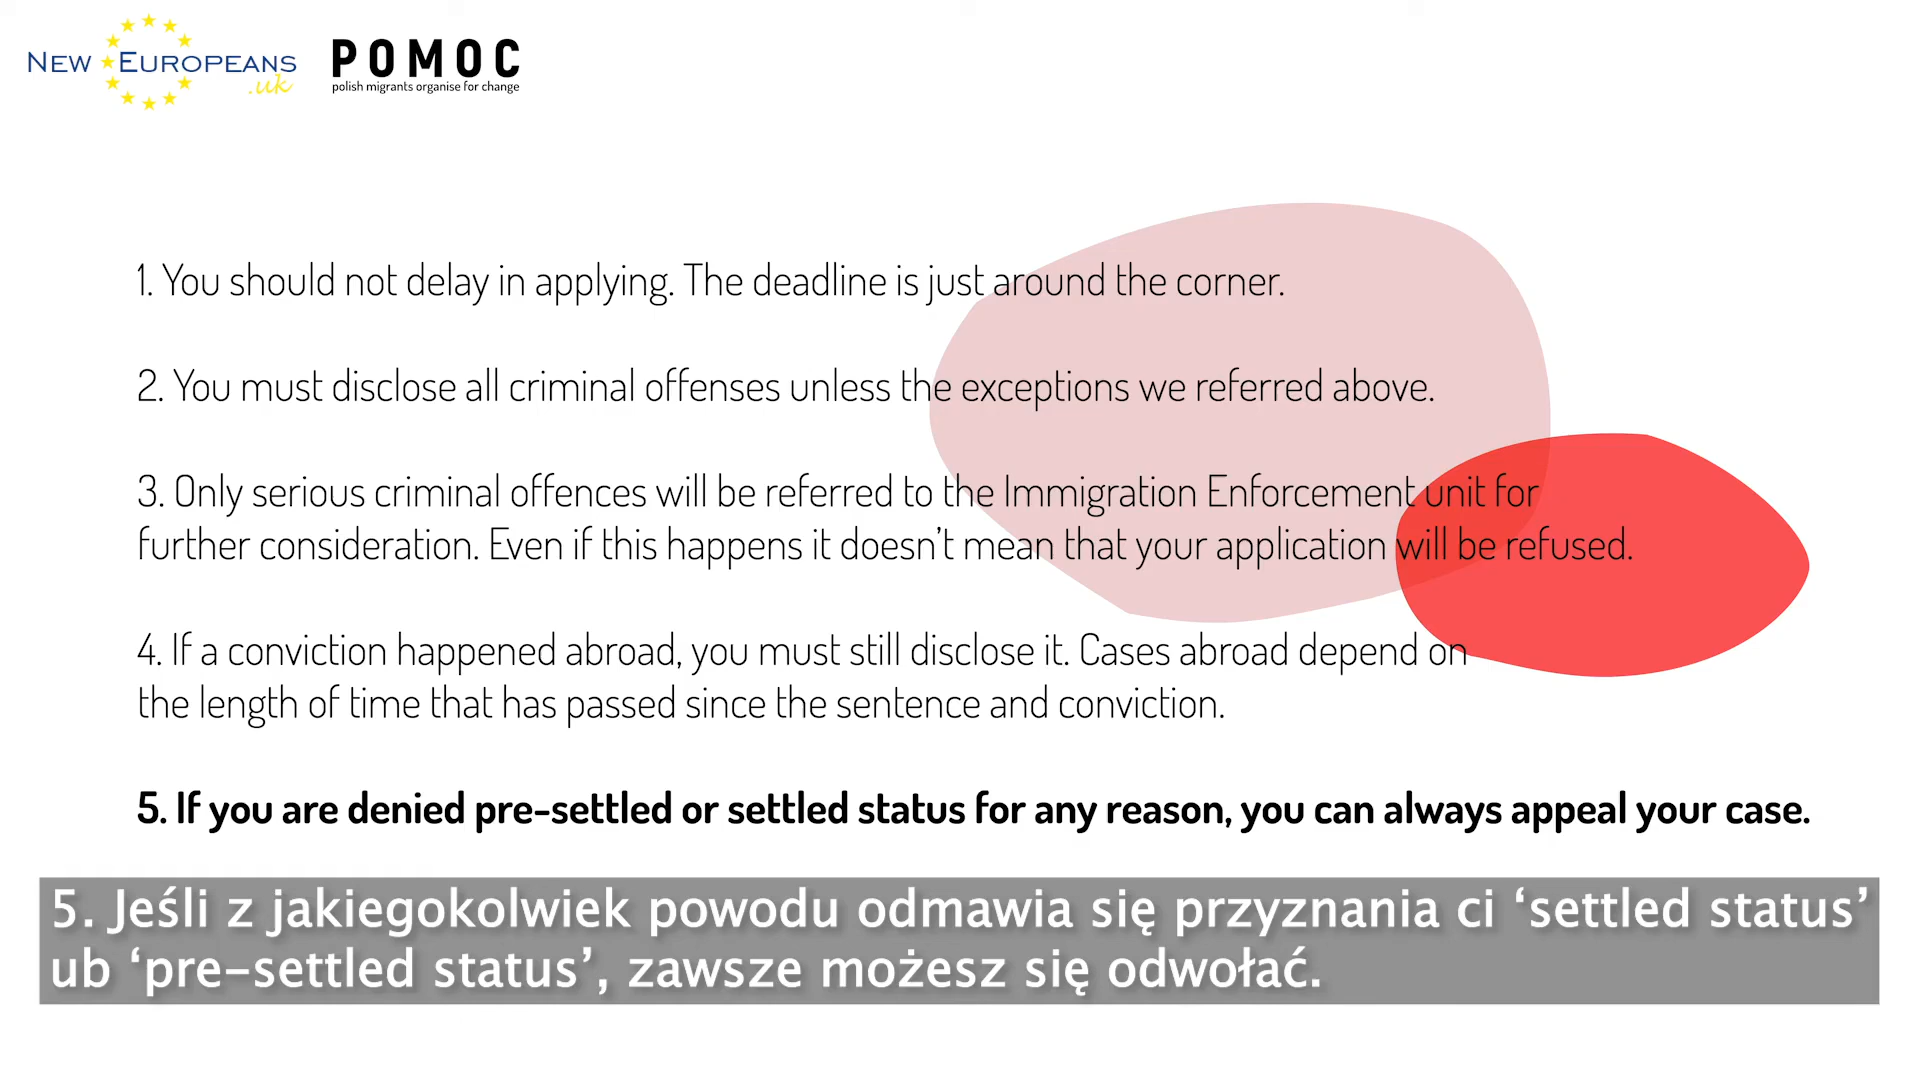 NEW EUROPEANS
.uk
POMOC
polish migrants organise for change
1. You should not delay in applying. The deadline is just around the corner.
2. You must disclose all criminal offenses unless the exceptions we referred above.
3. Only serious criminal offences will be referred to the Immigration Enforcement unit for
further consideration. Even if this happens it doesn’t mean that your application will be refused.
4. If a conviction happened abroad, you must still disclose it. Cases abroad depend on
the length of time that has passed since the sentence and conviction.
5. If you are denied pre-settled or settled status for any reason, you can always appeal your case.
5. Jeśli z jakiegokolwiek powodu odmawia się przyznania ci ‘settled status’
ub ‘pre-settled status’, zawsze możesz się odwołać.